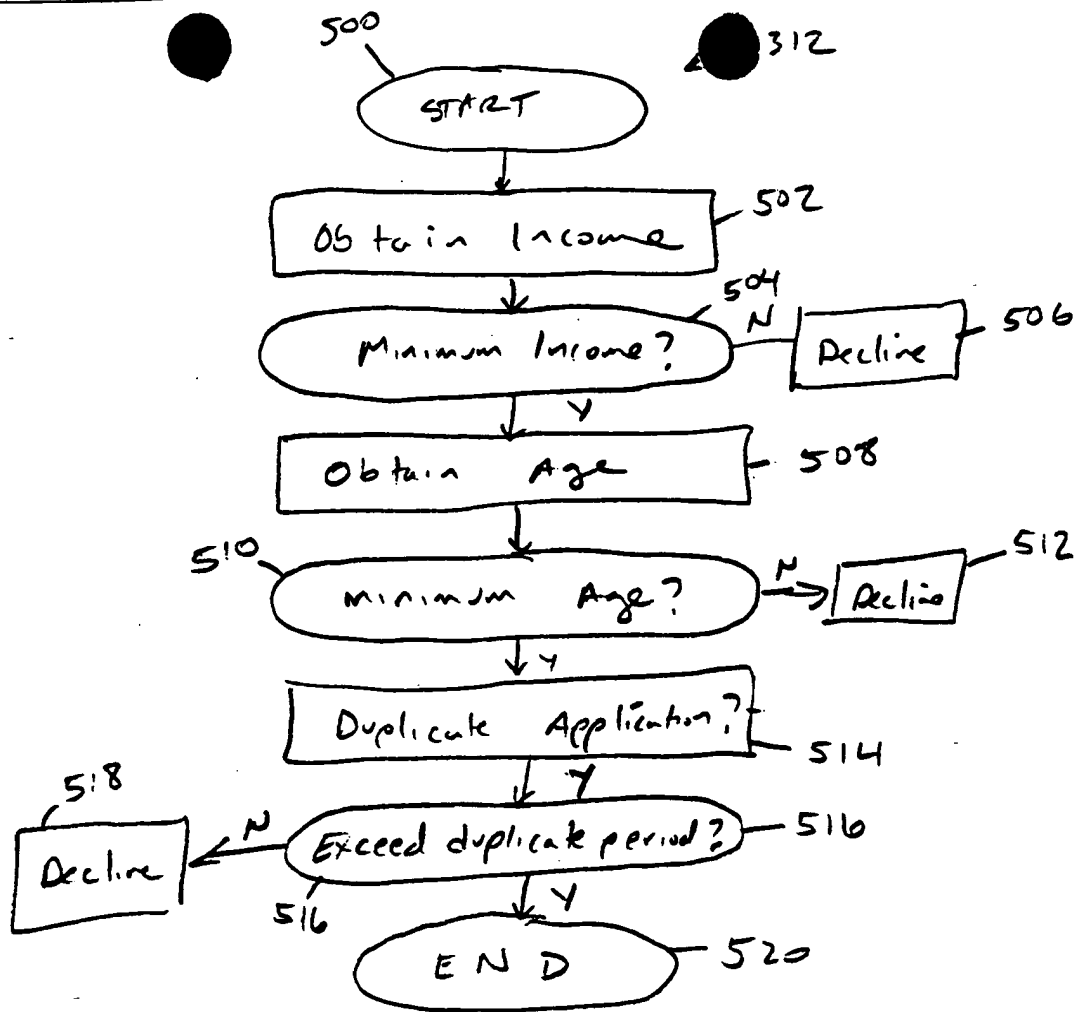 500
312
START
502
Obtain Income
504
Minimum Income?
N
506
Decline
Y
Obtain Age
508
510
Minimum Age?
N
512
Decline
Y
Duplicate Application?
514
Y
518
Decline
N
Exceed duplicate period?
516
516
Y
END
520